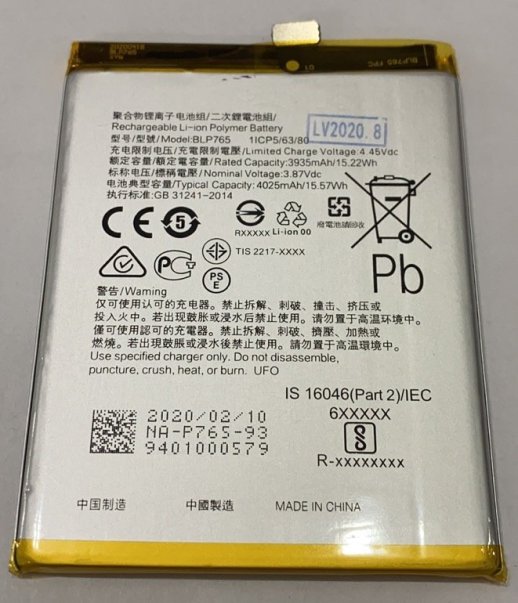 20200418
BLP765
BLP765 FPC
01
聚合物锂离子电池组/二次鋰電池組/
Rechargeable Li-ion Polymer Battery
型号/型號/Model:BLP765 1ICP5/63/80
LV2020.8
充电限制电压/充電限制電壓/Limited Charge Voltage:4.45Vdc
额定容量/額定容量/Rated Capacity:3935mAh/15.22Wh
标称电压/標稱電壓/Nominal Voltage:3.87Vdc
电池典型容量/Typical Capacity:4025mAh/15.57Wh
执行标准:GB 31241-2014
CE 5
RXXXXX Li-ion 00 廢電池請回收
TIS 2217-XXXX
PS
E
Pb
警告/Warning
仅可使用认可的充电器。禁止拆解、刺破、撞击、挤压或
投入火中。若出现鼓胀或浸水后禁止使用。请勿置于高温环境中。
僅可使用認可的充電器。禁止拆解、刺破、擠壓、加熱或
燃燒。若出現鼓脹或浸水後禁止使用。請勿置于高溫環境中。
Use specified charger only. Do not disassemble,
puncture, crush, heat, or burn. UFO
IS 16046(Part 2)/IEC
6XXXXX
R-xxxxxxxx
2020/02/10
NA-P765-93
9401000579
中国制造 中國製造 MADE IN CHINA